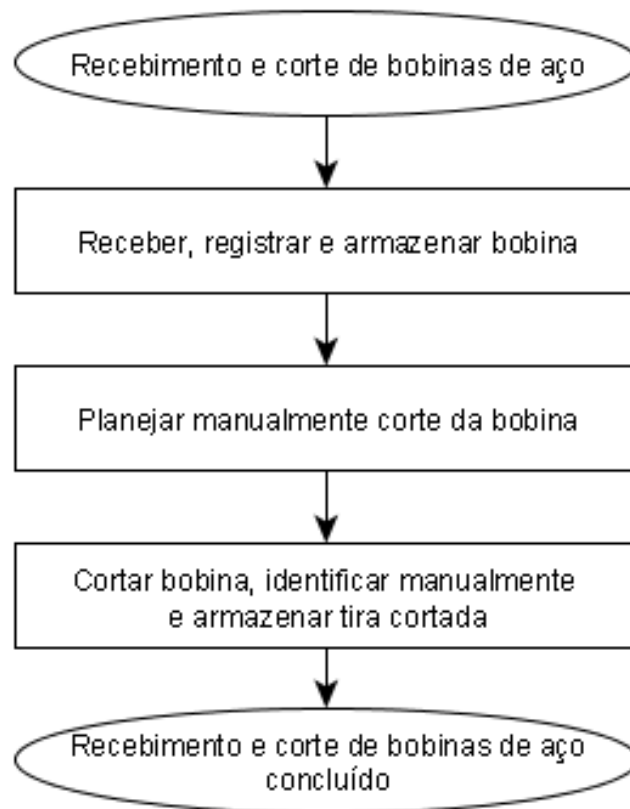 Recebimento e corte de bobinas de aço
Receber, registrar e armazenar bobina
Planejar manualmente corte da bobina
Cortar bobina, identificar manualmente
e armazenar tira cortada
Recebimento e corte de bobinas de aço
concluído